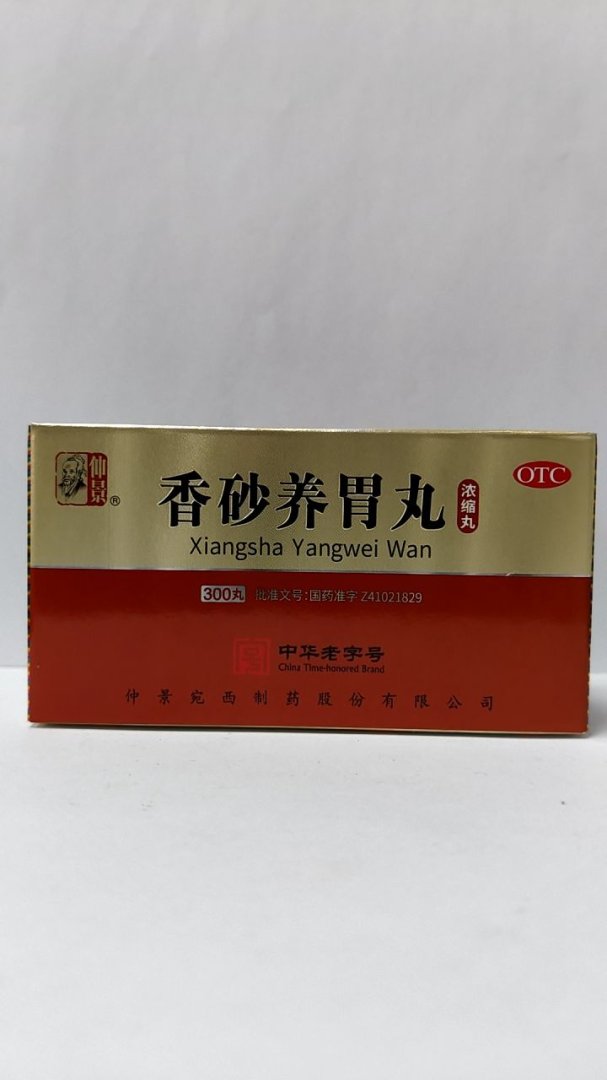 仲景®
香砂养胃丸 浓缩丸 OTC
Xiangsha Yangwei Wan
300丸 批准文号:国药准字 Z41021829
中华老字号
China Time-honored Brand
仲景宛西制药股份有限公司